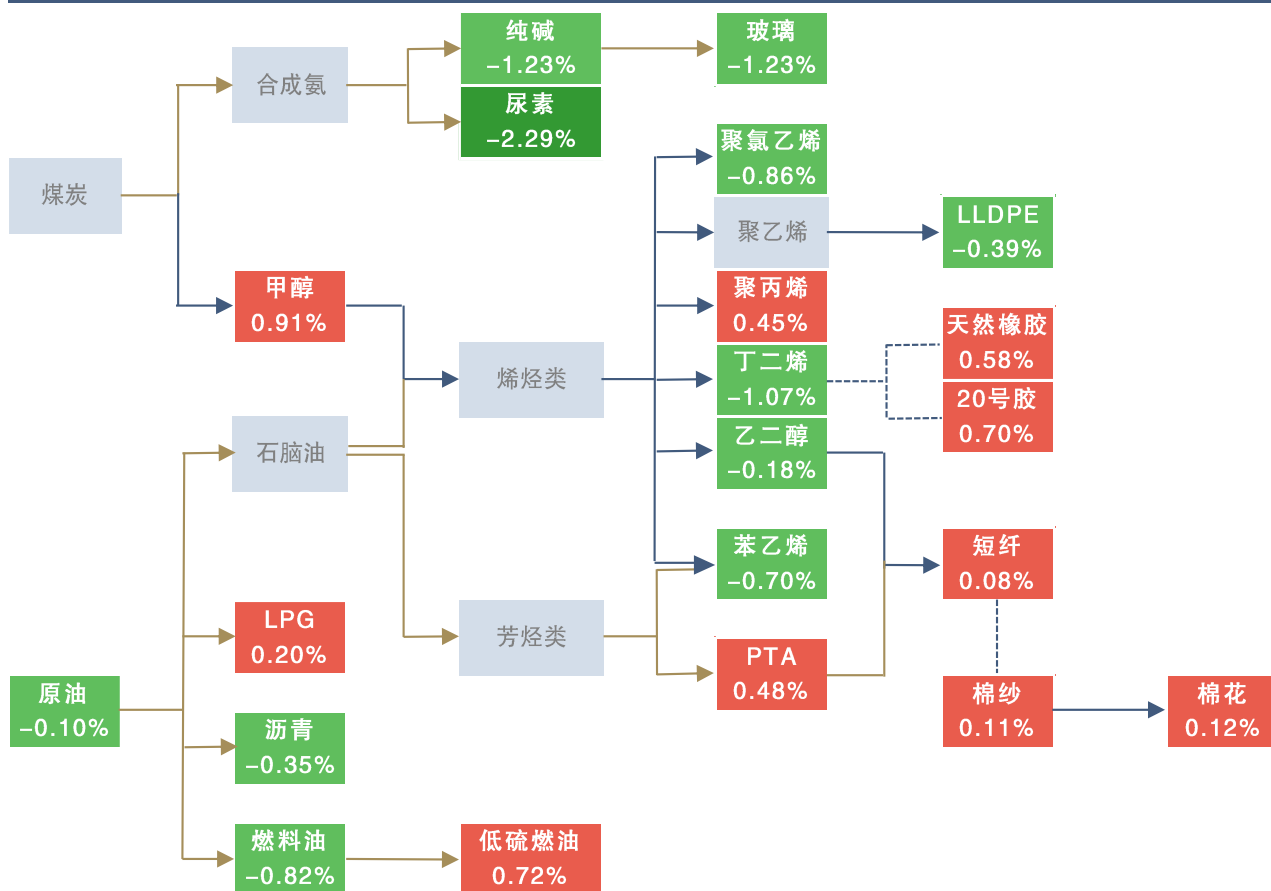 纯碱
-1.23%
玻璃
-1.23%
合成氨
尿素
-2.29%
聚氯乙烯
-0.86%
煤炭
聚乙烯
LLDPE
-0.39%
甲醇
0.91%
聚丙烯
0.45%
天然橡胶
0.58%
烯烃类
丁二烯
-1.07%
20号胶
0.70%
石脑油
乙二醇
-0.18%
苯乙烯
-0.70%
短纤
0.08%
LPG
0.20%
芳烃类
PTA
0.48%
原油
-0.10%
棉纱
0.11%
棉花
0.12%
沥青
-0.35%
燃料油
-0.82%
低硫燃油
0.72%